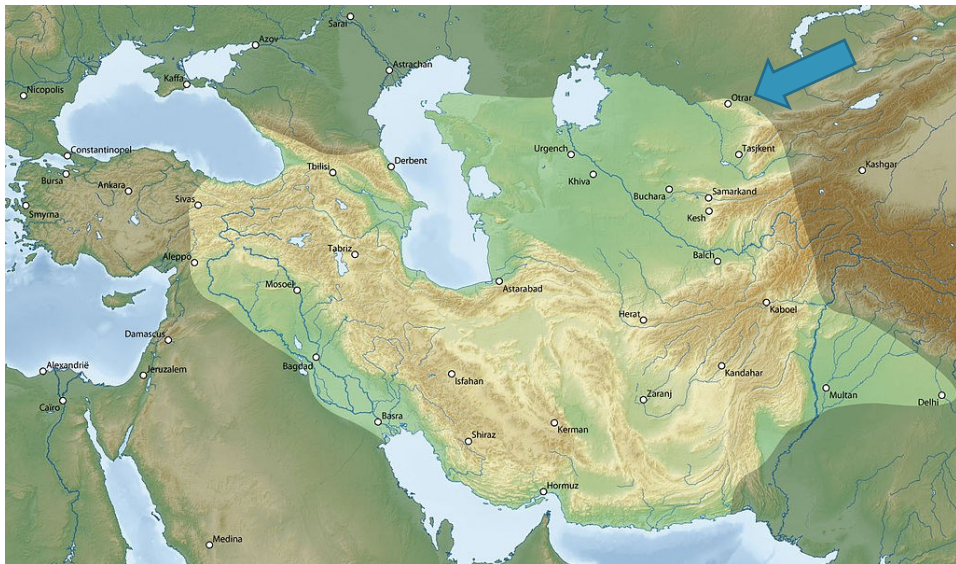 Sarai
Azov
Astrachan
Kaffa
Nicopolis
Otrar
Constantinopel
Bursa
Ankara
Smyrna
Sivas
Tbilisi
Derbent
Urgench
Khiva
Buchara
Samarkand
Kesh
Tasjkent
Kashgar
Aleppo
Tabriz
Mosoel
Astarabad
Balch
Herat
Kaboel
Damascus
Alexandrië
Jeruzalem
Caïro
Bagdad
Isfahan
Zaranj
Kandahar
Multan
Delhi
Basra
Shiraz
Kerman
Hormuz
Medina